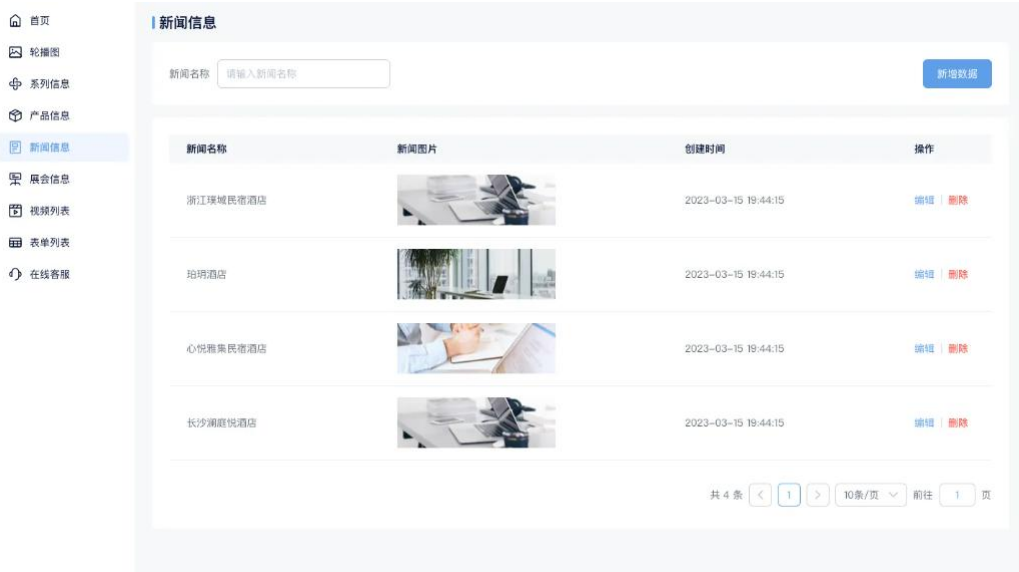 首页
轮播图
系列信息
产品信息
新闻信息
展会信息
视频列表
表单列表
在线客服
新闻信息
新闻名称 请输入新闻名称 新增数据
新闻名称 新闻图片 创建时间 操作
浙江璞域民宿酒店 2023-03-15 19:44:15 编辑 删除
珀玥酒店 2023-03-15 19:44:15 编辑 删除
心悦雅集民宿酒店 2023-03-15 19:44:15 编辑 删除
长沙澜庭悦酒店 2023-03-15 19:44:15 编辑 删除
共 4 条 1 10条/页 前往 1 页